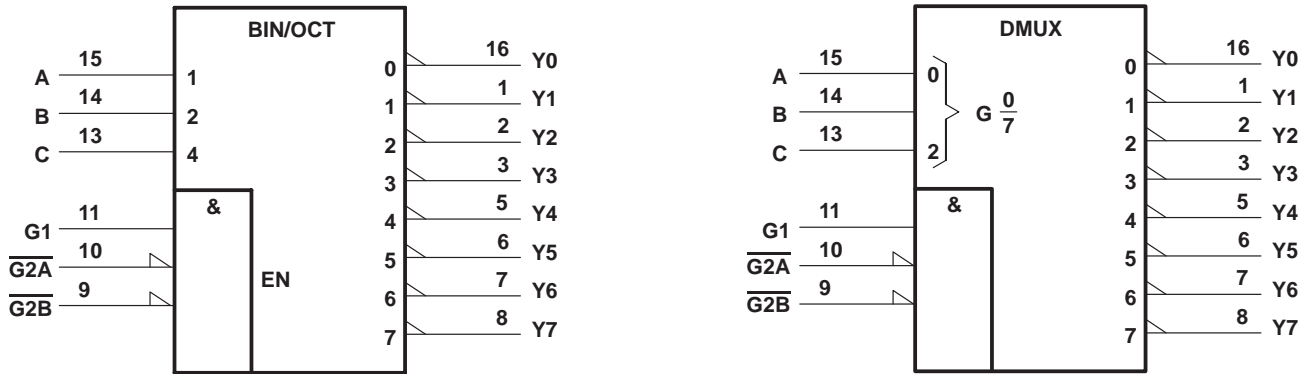 BIN/OCT
A 15 1
B 14 2
C 13 4
&
G1 11
G2A 10
G2B 9
EN
0 16 Y0
1 1 Y1
2 2 Y2
3 3 Y3
4 5 Y4
5 6 Y5
6 7 Y6
7 8 Y7
DMUX
A 15 0
B 14
C 13 2
G 0/7
&
G1 11
G2A 10
G2B 9
0 16 Y0
1 1 Y1
2 2 Y2
3 3 Y3
4 5 Y4
5 6 Y5
6 7 Y6
7 8 Y7